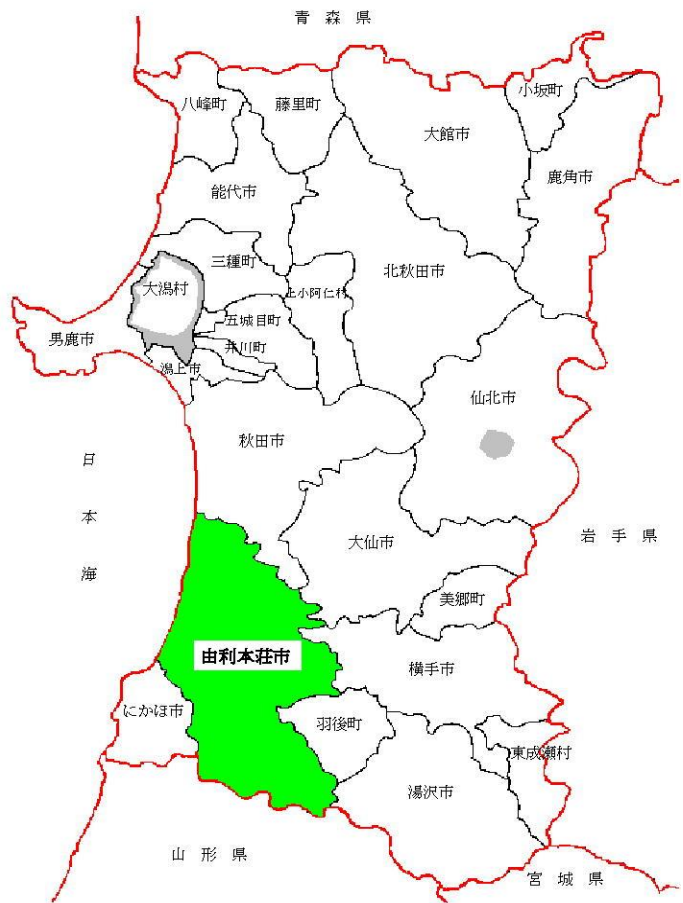 青森県
八峰町
藤里町
小坂町
大館市
鹿角市
能代市
三種町
北秋田市
大潟村
上小阿仁村
五城目町
男鹿市
井川町
潟上市
仙北市
秋田市
日本海
岩手県
大仙市
美郷町
由利本荘市
横手市
にかほ市
羽後町
東成瀬村
湯沢市
山形県
宮城県